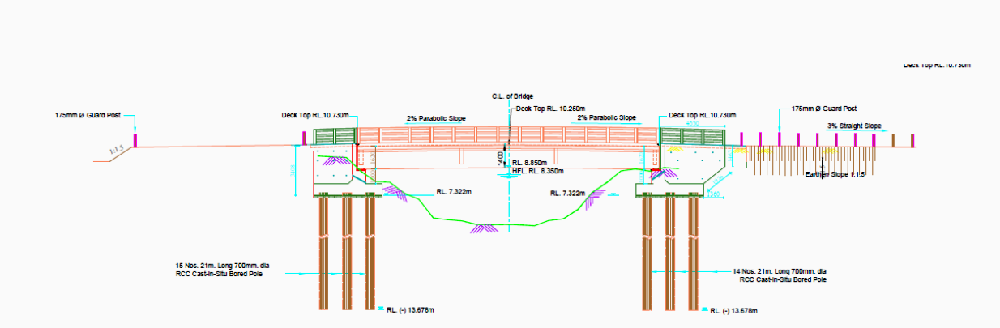 Deck Top RL.10.730m
C.L. of Bridge
Deck Top RL. 10.250m
175mm Ø Guard Post
Deck Top RL.10.730m
2% Parabolic Slope
2% Parabolic Slope
Deck Top RL.10.730m
175mm Ø Guard Post
3% Straight Slope
1:1.5
1400
RL. 8.850m
HFL. RL 8.350m
Earthen Slope 1:1.5
RL. 7.322m
RL. 7.322m
15 Nos. 21m. Long 700mm. dia
RCC Cast-in-Situ Bored Pole
14 Nos. 21m. Long 700mm. dia
RCC Cast-in-Situ Bored Pole
RL. (-) 13.678m
RL. (-) 13.678m